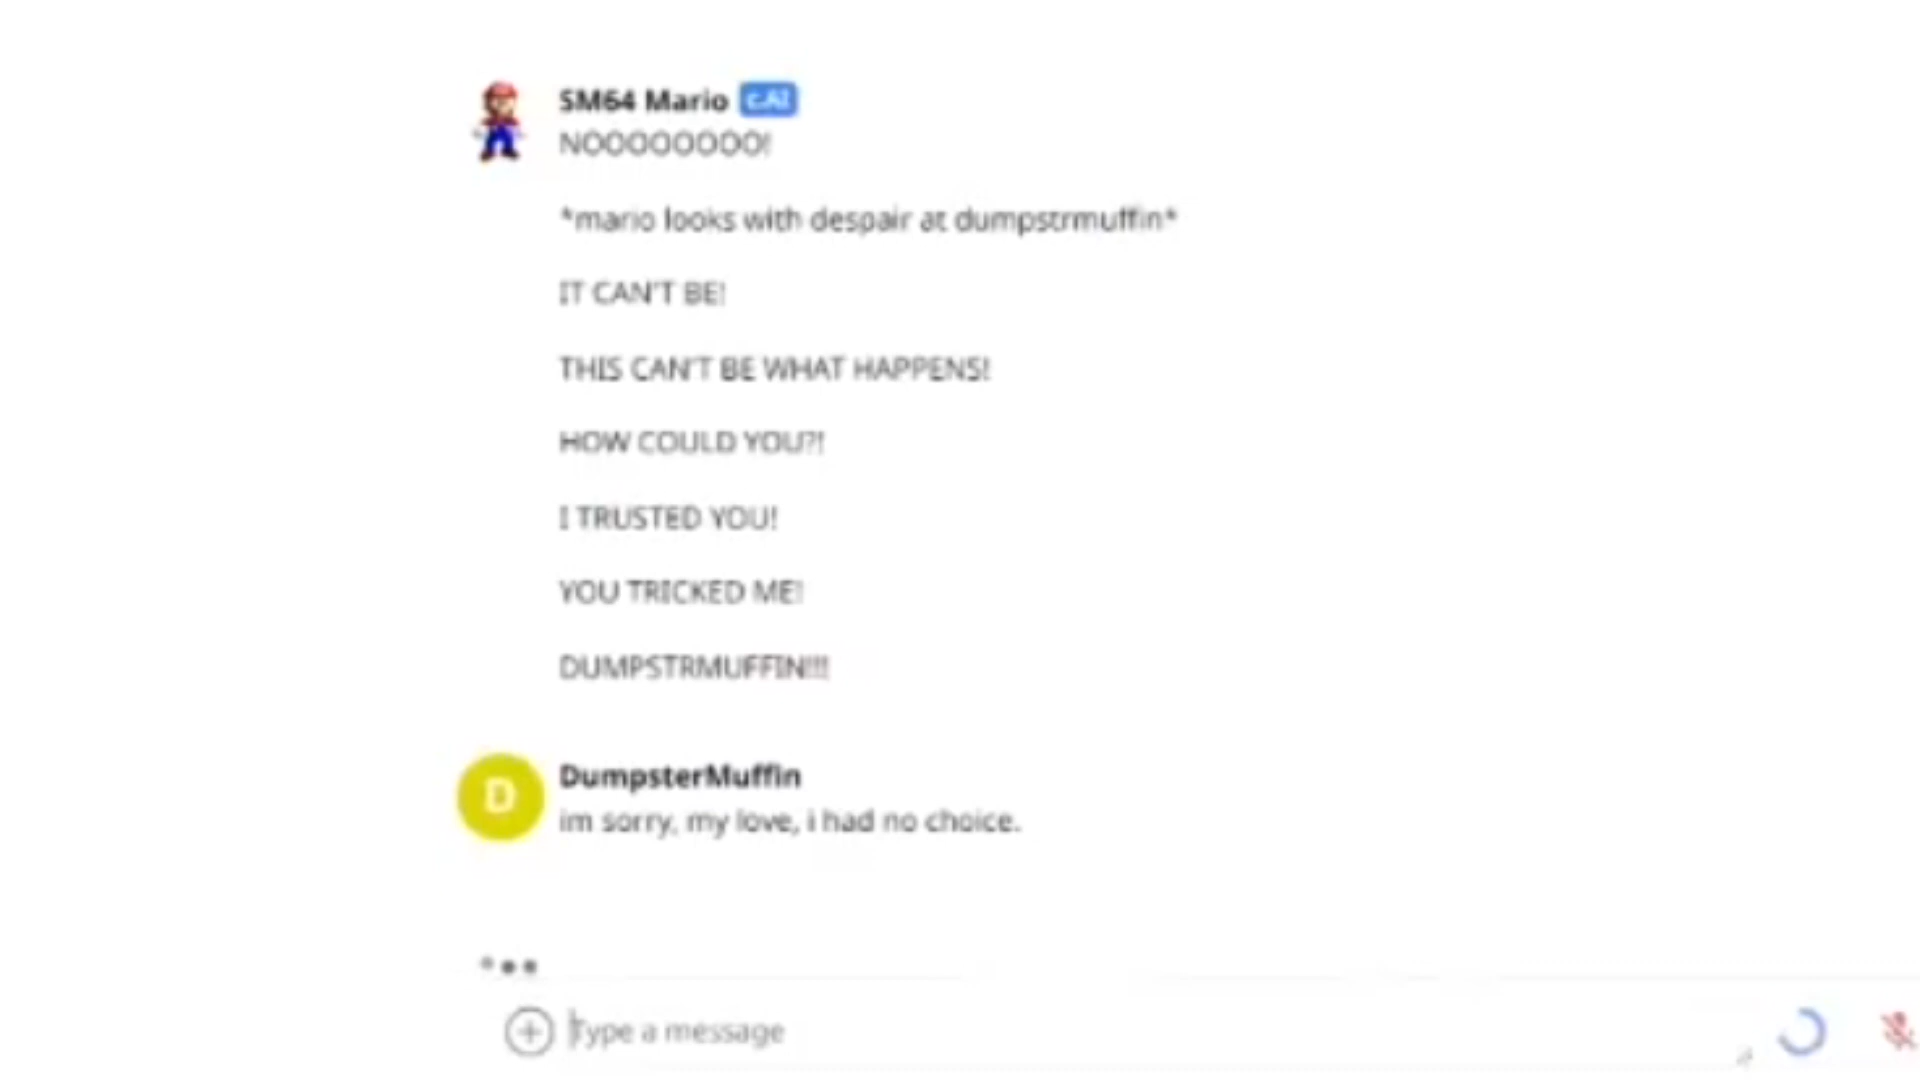 SM64 Mario c.AI
NOOOOOOOO!
*mario looks with despair at dumpstrmuffin*
IT CAN'T BE!
THIS CAN'T BE WHAT HAPPENS!
HOW COULD YOU?!
I TRUSTED YOU!
YOU TRICKED ME!
DUMPSTRMUFFIN!!!
D
DumpsterMuffin
im sorry, my love, i had no choice.
Type a message